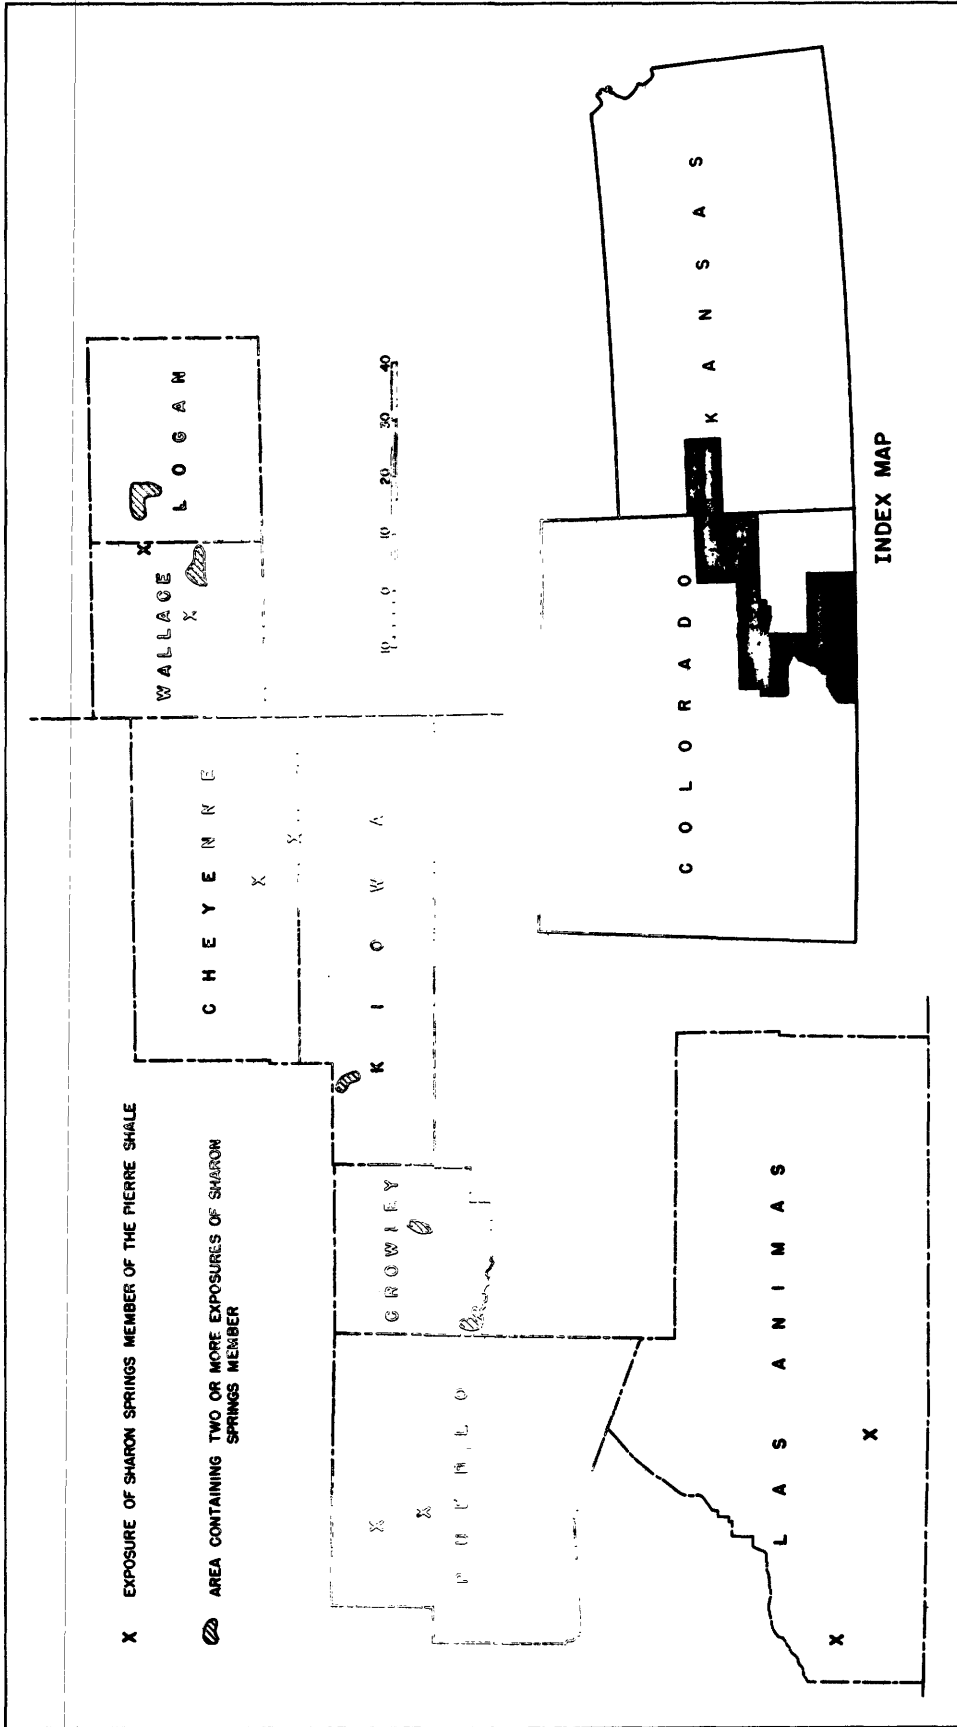 X EXPOSURE OF SHARON SPRINGS MEMBER OF THE PIERRE SHALE
AREA CONTAINING TWO OR MORE EXPOSURES OF SHARON
SPRINGS MEMBER
CHEYENNE
WALLACE
LOGAN
KIOWA
CROWLEY
PUEBLO
10 0 10 20 30 40
LAS ANIMAS
COLORADO
KANSAS
INDEX MAP
X
X
X
X
X
X
X
X